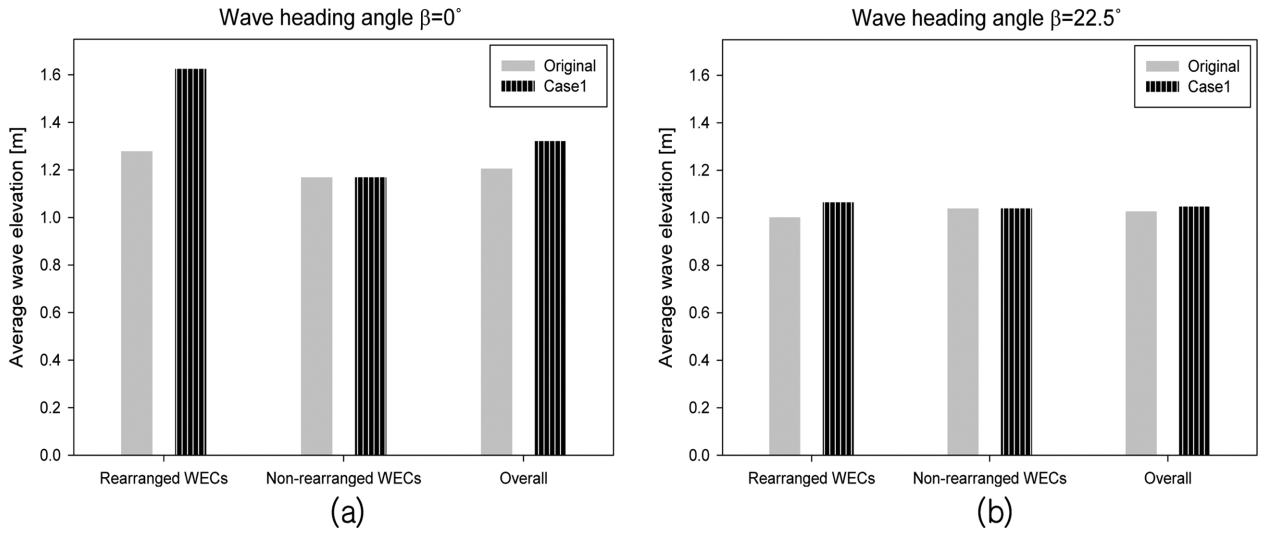 Wave heading angle β=0°
Average wave elevation [m]
1.6
1.4
1.2
1.0
0.8
0.6
0.4
0.2
0.0
Original
Case1
Rearranged WECs
Non-rearranged WECs
Overall
(a)
Wave heading angle β=22.5°
Average wave elevation [m]
1.6
1.4
1.2
1.0
0.8
0.6
0.4
0.2
0.0
Original
Case1
Rearranged WECs
Non-rearranged WECs
Overall
(b)